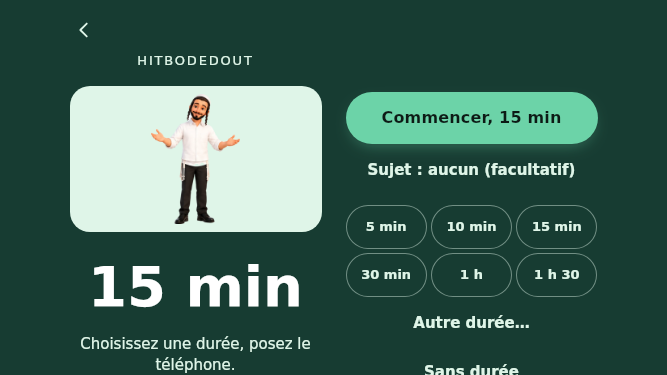 HITBODEDOUT
15 min
Choisissez une durée, posez le
téléphone.
Commencer, 15 min
Sujet : aucun (facultatif)
5 min
10 min
15 min
30 min
1 h
1 h 30
Autre durée…
Sans durée